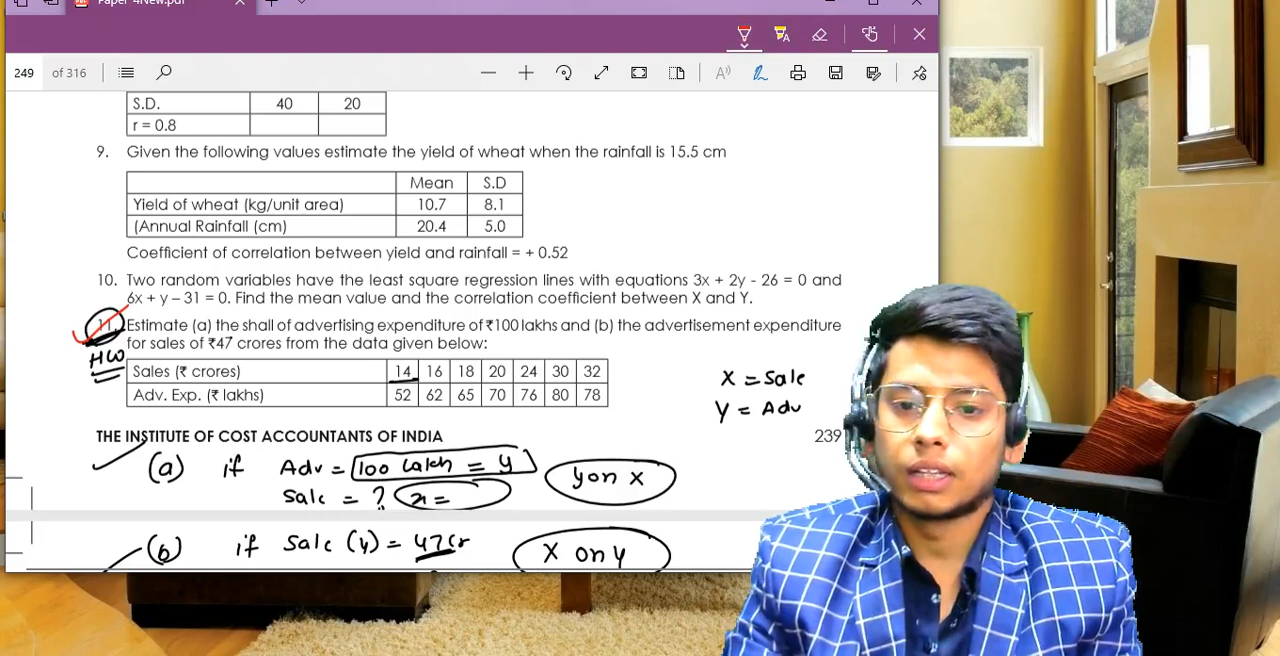 Paper 4New.pdf
249 of 316
S.D. 40 20
r = 0.8
9. Given the following values estimate the yield of wheat when the rainfall is 15.5 cm
Mean S.D
Yield of wheat (kg/unit area) 10.7 8.1
(Annual Rainfall (cm) 20.4 5.0
Coefficient of correlation between yield and rainfall = + 0.52
10. Two random variables have the least square regression lines with equations 3x + 2y - 26 = 0 and
6x + y – 31 = 0. Find the mean value and the correlation coefficient between X and Y.
11. Estimate (a) the shall of advertising expenditure of ₹100 lakhs and (b) the advertisement expenditure
for sales of ₹47 crores from the data given below:
HW
Sales (₹ crores) 14 16 18 20 24 30 32
Adv. Exp. (₹ lakhs) 52 62 65 70 76 80 78
X = Sale
Y = Adv
THE INSTITUTE OF COST ACCOUNTANTS OF INDIA 239
(a) if Adv = 100 lakh = y
Sale = ? x = y on x
(b) if Sale (y) = 47 Cr X on y